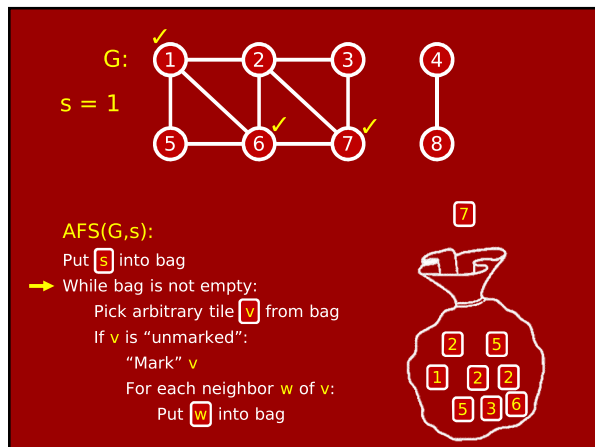 G:
1 2 3 4
s = 1
5 6 7 8
7
AFS(G,s):
Put s into bag
While bag is not empty:
Pick arbitrary tile v from bag
If v is “unmarked”:
“Mark” v
For each neighbor w of v:
Put w into bag
2 5
1 2 2
5 3 6